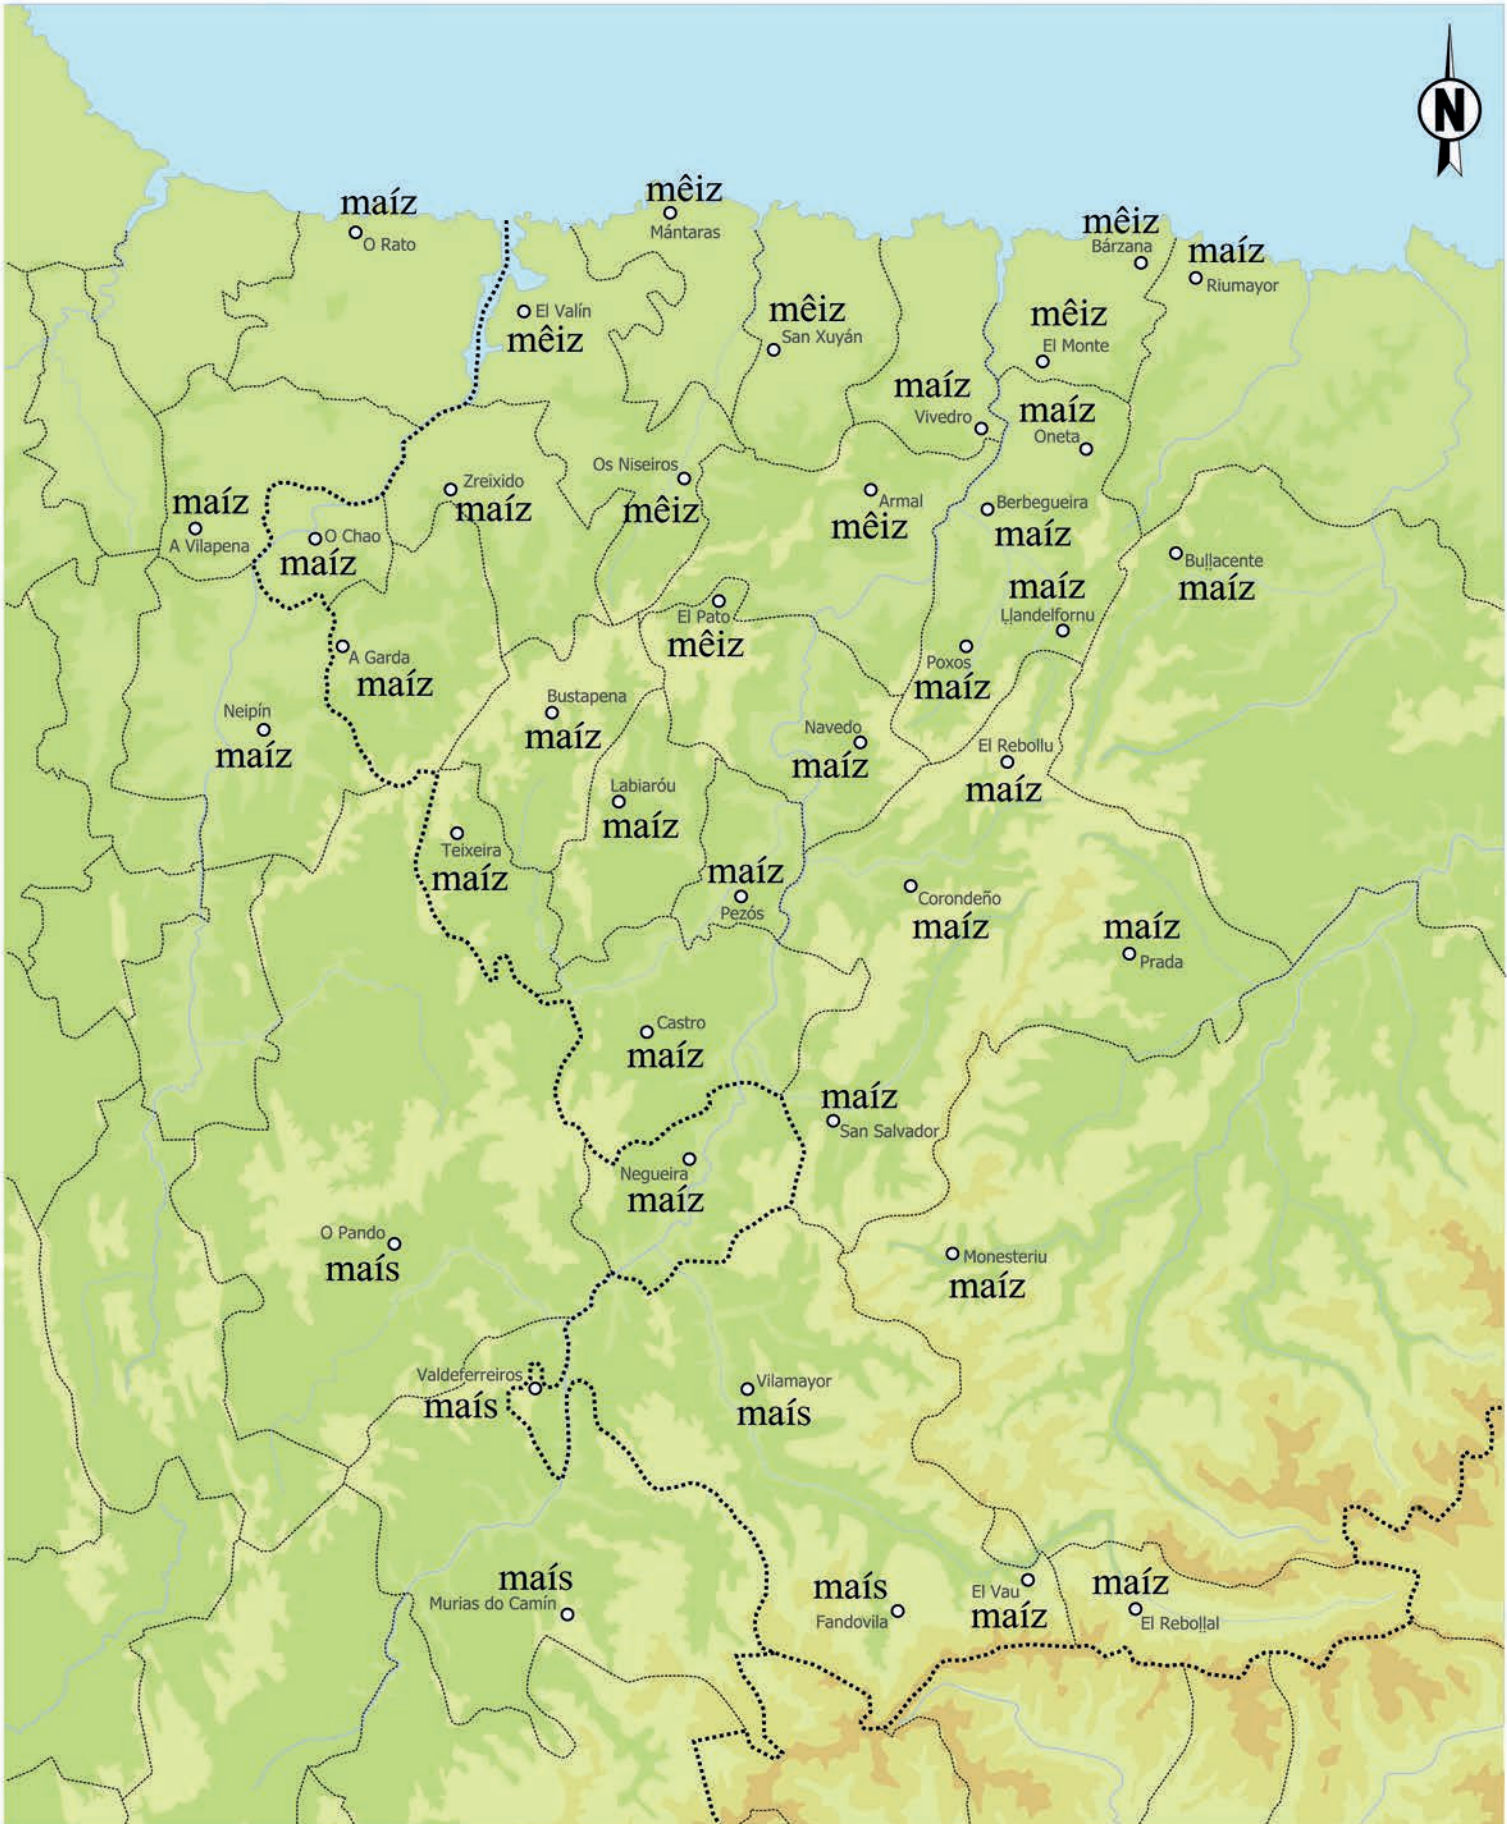 N
mêiz
Mántaras
maíz
O Rato
mêiz
Bárzana
maíz
Riumayor
El Valín
mêiz
mêiz
San Xuyán
mêiz
El Monte
maíz
Vivedro
maíz
Oneta
Os Niseiros
mêiz
Zreixido
maíz
maíz
A Vilapena
O Chao
maíz
Armal
mêiz
Berbegueira
maíz
Buḷḷacente
maíz
maíz
Ḷḷandelfornu
El Pato
mêiz
A Garda
maíz
Poxos
maíz
Bustapena
maíz
Neipín
maíz
Navedo
maíz
El Rebollu
maíz
Labiaróu
maíz
Teixeira
maíz
maíz
Pezós
Corondeño
maíz
maíz
Prada
Castro
maíz
maíz
San Salvador
Negueira
maíz
O Pando
maís
Monesteriu
maíz
Valdeferreiros
maís
Vilamayor
maís
maís
Murias do Camín
maís
Fandovila
El Vau
maíz
maíz
El Reboḷḷal